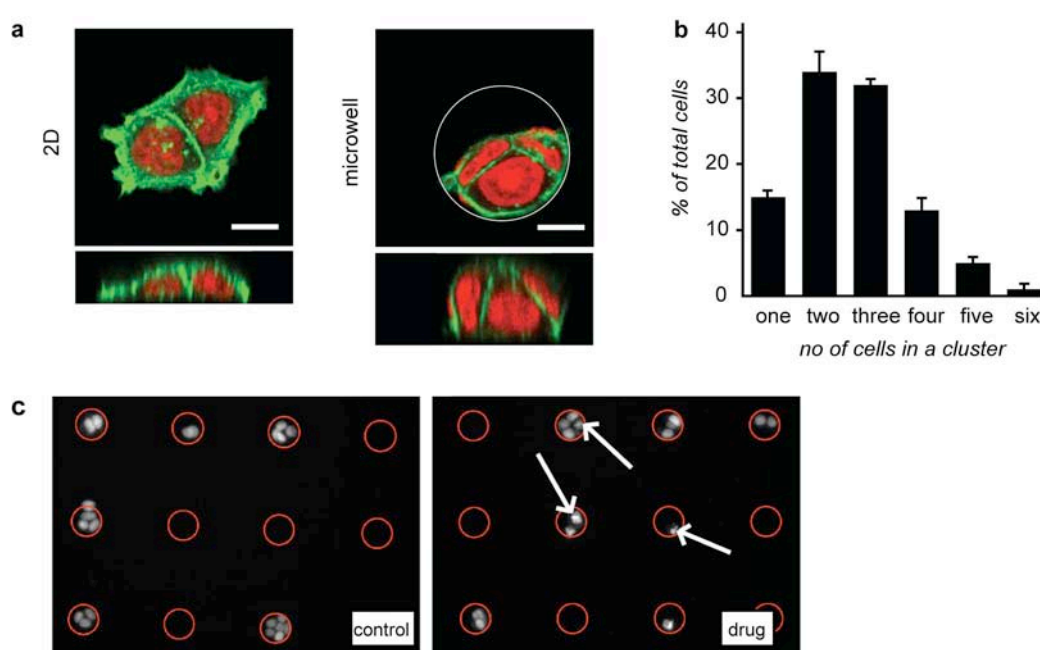 a
2D
microwell
b
% of total cells
40
30
20
10
0
one two three four five six
no of cells in a cluster
c
control
drug